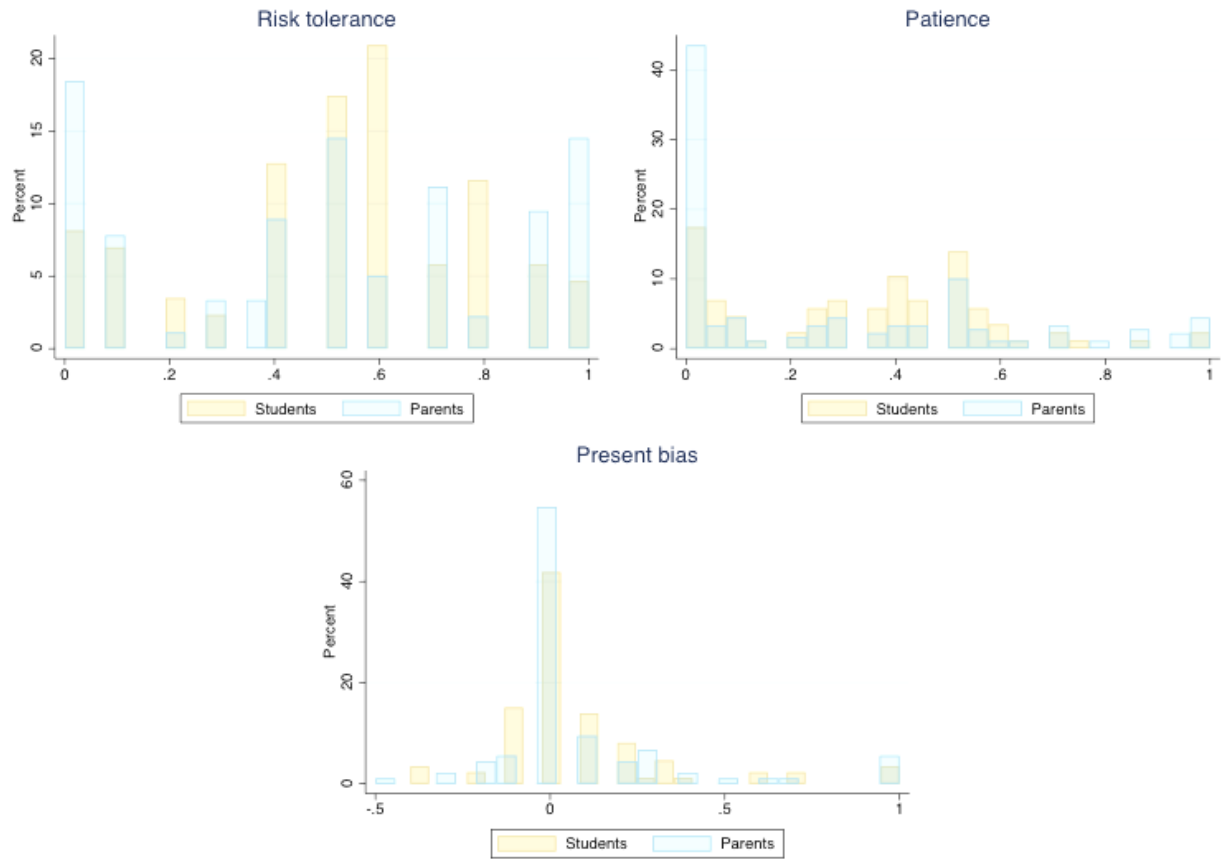 Risk tolerance
Percent
20
15
10
5
0
0 .2 .4 .6 .8 1
Students Parents
Patience
Percent
40
30
20
10
0
0 .2 .4 .6 .8 1
Students Parents
Present bias
Percent
60
40
20
0
-.5 0 .5 1
Students Parents